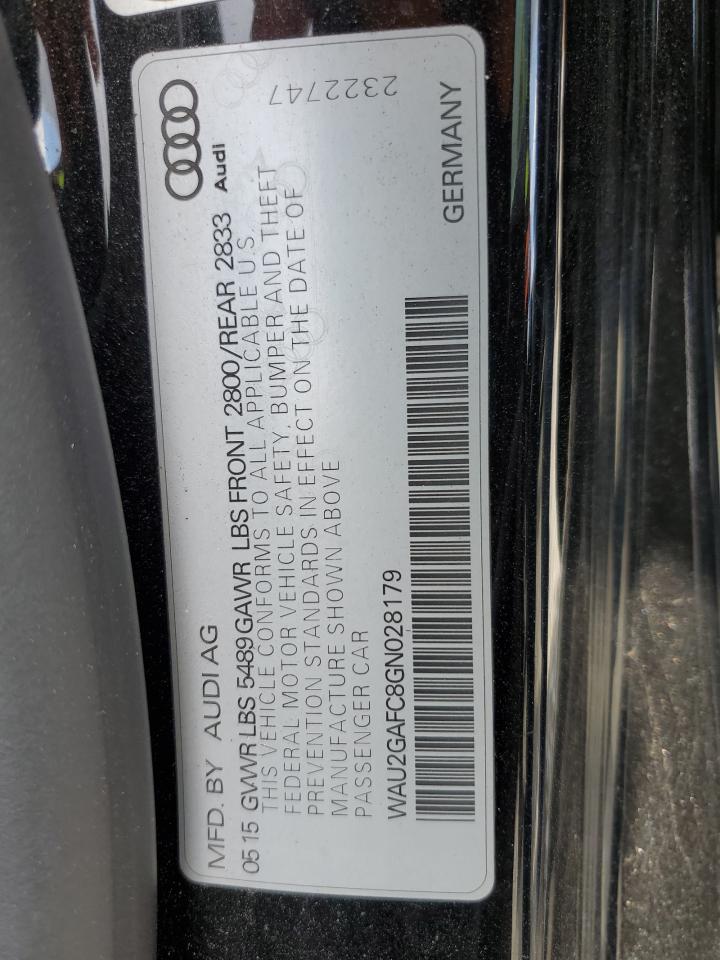 MFD. BY AUDI AG
0515 GVWR LBS 5489 GAWR LBS FRONT 2800/REAR 2833
THIS VEHICLE CONFORMS TO ALL APPLICABLE U.S.
FEDERAL MOTOR VEHICLE SAFETY, BUMPER AND THEFT
PREVENTION STANDARDS IN EFFECT ON THE DATE OF
MANUFACTURE SHOWN ABOVE
PASSENGER CAR
WAU2GAFC8GN028179
Audi
2322747
GERMANY